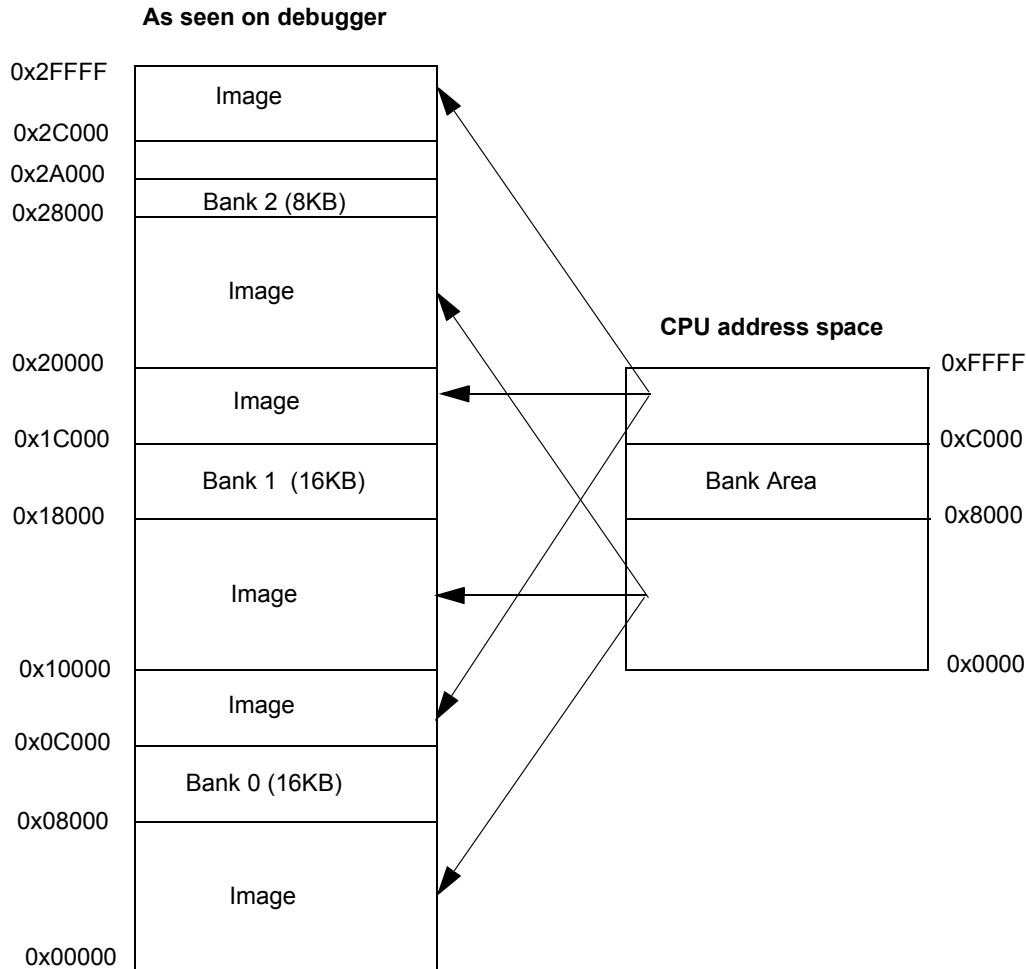 As seen on debugger
0x2FFFF
Image
0x2C000
0x2A000
Bank 2 (8KB)
0x28000
Image
CPU address space
0x20000
0xFFFF
Image
0x1C000
0xC000
Bank 1 (16KB)
Bank Area
0x18000
0x8000
Image
0x10000
0x0000
Image
0x0C000
Bank 0 (16KB)
0x08000
Image
0x00000